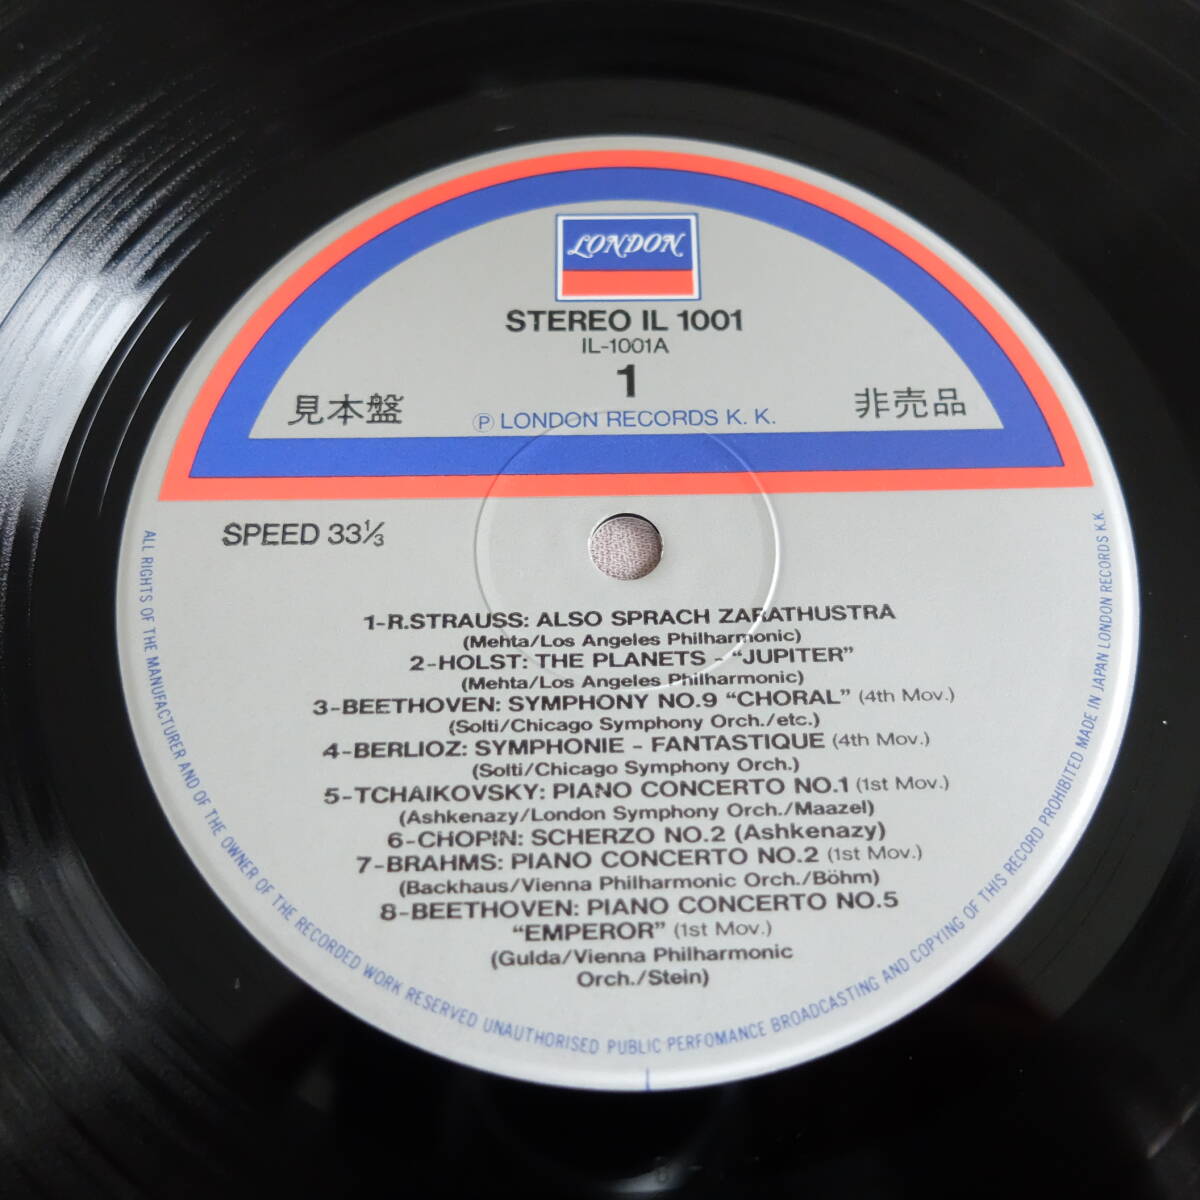 LONDON
STEREO IL 1001
IL-1001A
1
見本盤
非売品
Ⓟ LONDON RECORDS K. K.
SPEED 33⅓
1-R.STRAUSS: ALSO SPRACH ZARATHUSTRA
(Mehta/Los Angeles Philharmonic)
2-HOLST: THE PLANETS - “JUPITER”
(Mehta/Los Angeles Philharmonic)
3-BEETHOVEN: SYMPHONY NO.9 “CHORAL” (4th Mov.)
(Solti/Chicago Symphony Orch./etc.)
4-BERLIOZ: SYMPHONIE - FANTASTIQUE (4th Mov.)
(Solti/Chicago Symphony Orch.)
5-TCHAIKOVSKY: PIANO CONCERTO NO.1 (1st Mov.)
(Ashkenazy/London Symphony Orch./Maazel)
6-CHOPIN: SCHERZO NO.2 (Ashkenazy)
7-BRAHMS: PIANO CONCERTO NO.2 (1st Mov.)
(Backhaus/Vienna Philharmonic Orch./Böhm)
8-BEETHOVEN: PIANO CONCERTO NO.5
“EMPEROR” (1st Mov.)
(Gulda/Vienna Philharmonic
Orch./Stein)
ALL RIGHTS OF THE MANUFACTURER AND OF THE OWNER OF THE RECORDED WORK RESERVED UNAUTHORISED PUBLIC PERFOMANCE BROADCASTING AND COPYING OF THIS RECORD PROHIBITED MADE IN JAPAN LONDON RECORDS K.K.